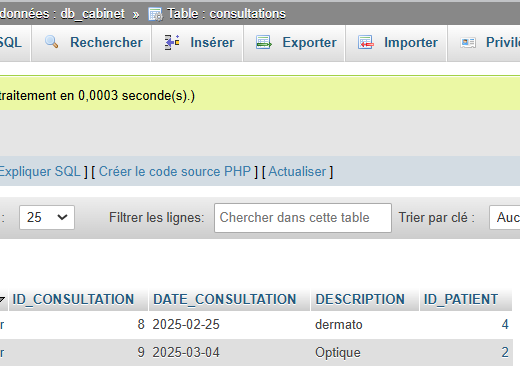 données : db_cabinet » Table : consultations
SQL Rechercher Insérer Exporter Importer Privilè
traitement en 0,0003 seconde(s).)
Expliquer SQL ] [ Créer le code source PHP ] [ Actualiser ]
: 25 Filtrer les lignes: Chercher dans cette table Trier par clé : Auc
ID_CONSULTATION DATE_CONSULTATION DESCRIPTION ID_PATIENT
r 8 2025-02-25 dermato 4
r 9 2025-03-04 Optique 2